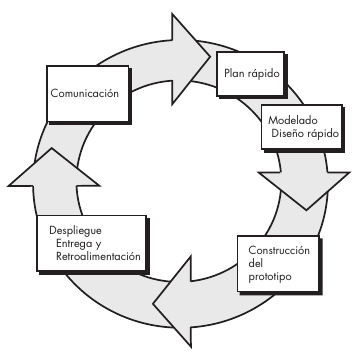 Comunicación
Plan rápido
Modelado
Diseño rápido
Construcción
del
prototipo
Despliegue
Entrega y
Retroalimentación